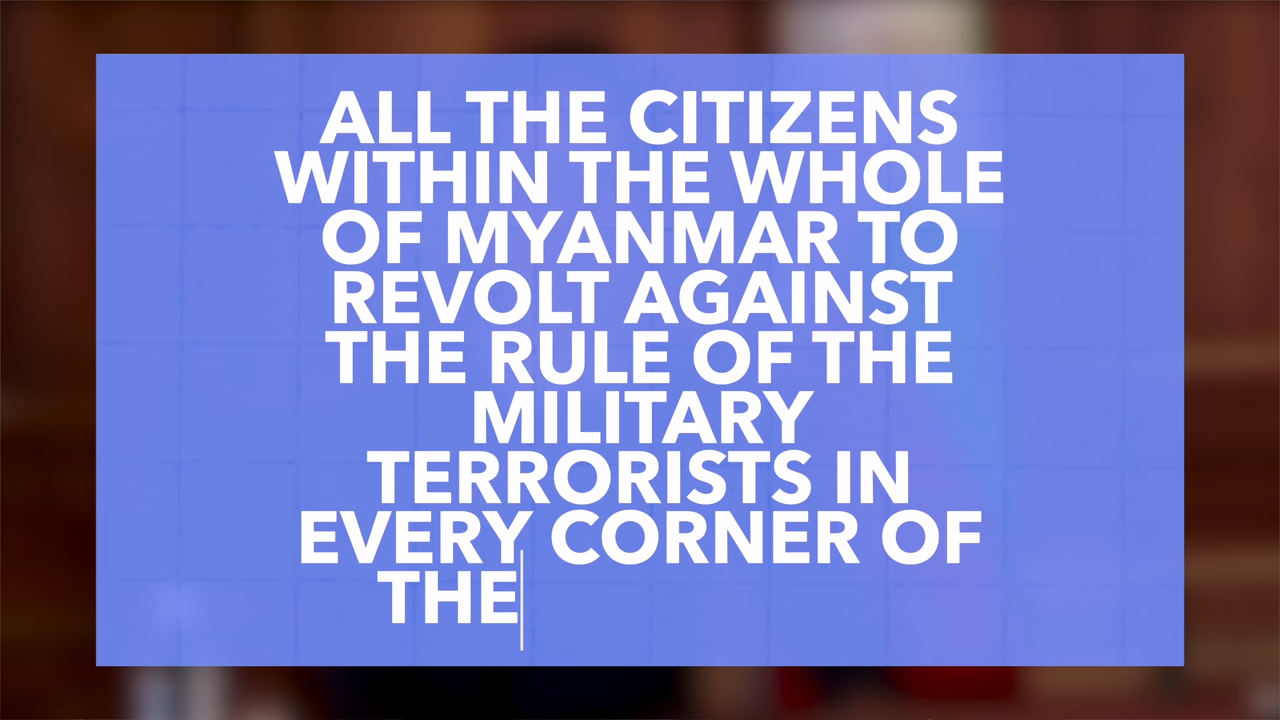 ALL THE CITIZENS
WITHIN THE WHOLE
OF MYANMAR TO
REVOLT AGAINST
THE RULE OF THE
MILITARY
TERRORISTS IN
EVERY CORNER OF
THE